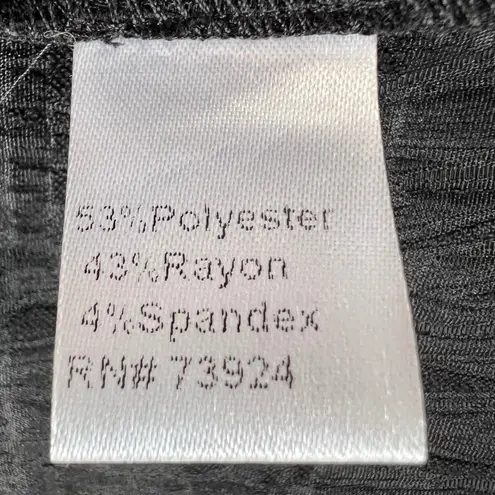 53%Polyester
43%Rayon
4%Spandex
RN# 73924